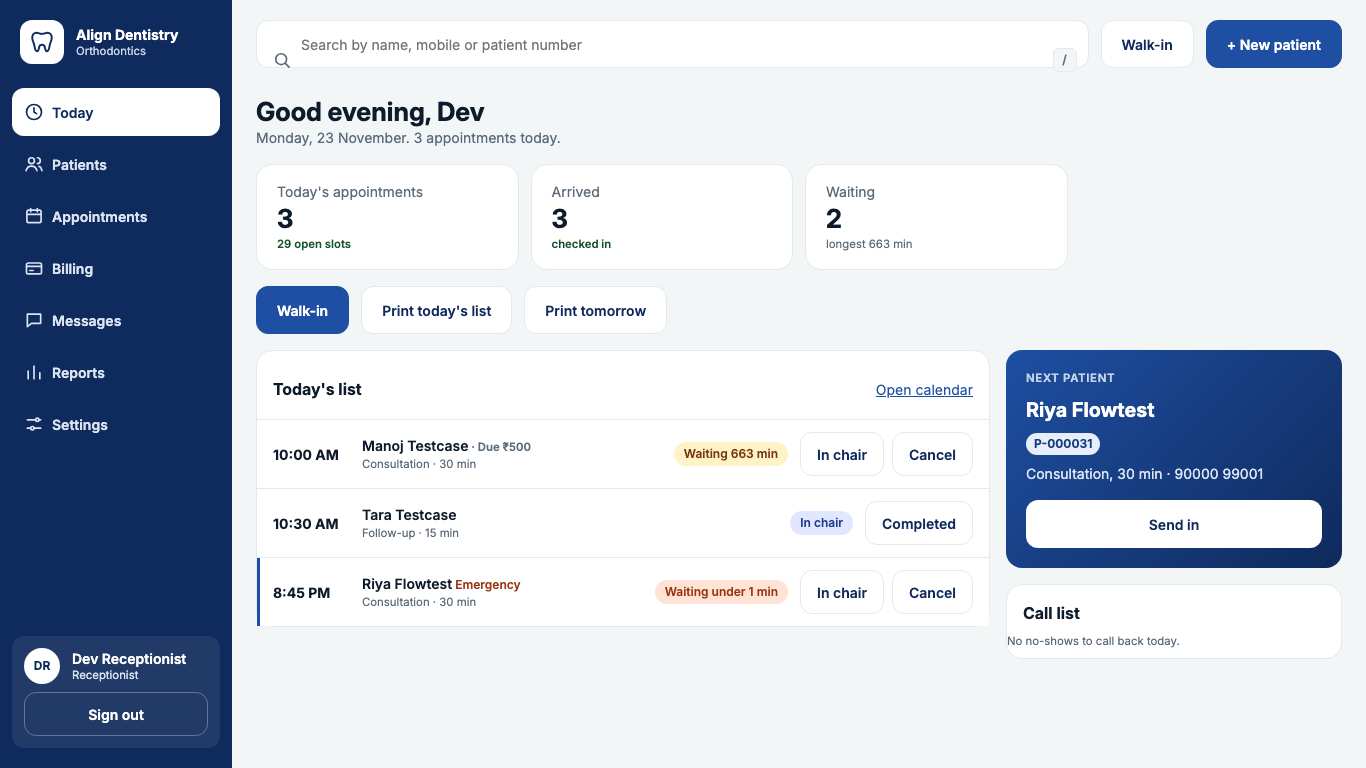 Align Dentistry
Orthodontics
Today
Patients
Appointments
Billing
Messages
Reports
Settings
DR
Dev Receptionist
Receptionist
Sign out
Search by name, mobile or patient number
/
Walk-in
+ New patient
Good evening, Dev
Monday, 23 November. 3 appointments today.
Today's appointments
3
29 open slots
Arrived
3
checked in
Waiting
2
longest 663 min
Walk-in
Print today's list
Print tomorrow
Today's list
Open calendar
10:00 AM
Manoj Testcase · Due ₹500
Consultation · 30 min
Waiting 663 min
In chair
Cancel
10:30 AM
Tara Testcase
Follow-up · 15 min
In chair
Completed
8:45 PM
Riya Flowtest Emergency
Consultation · 30 min
Waiting under 1 min
In chair
Cancel
NEXT PATIENT
Riya Flowtest
P-000031
Consultation, 30 min · 90000 99001
Send in
Call list
No no-shows to call back today.